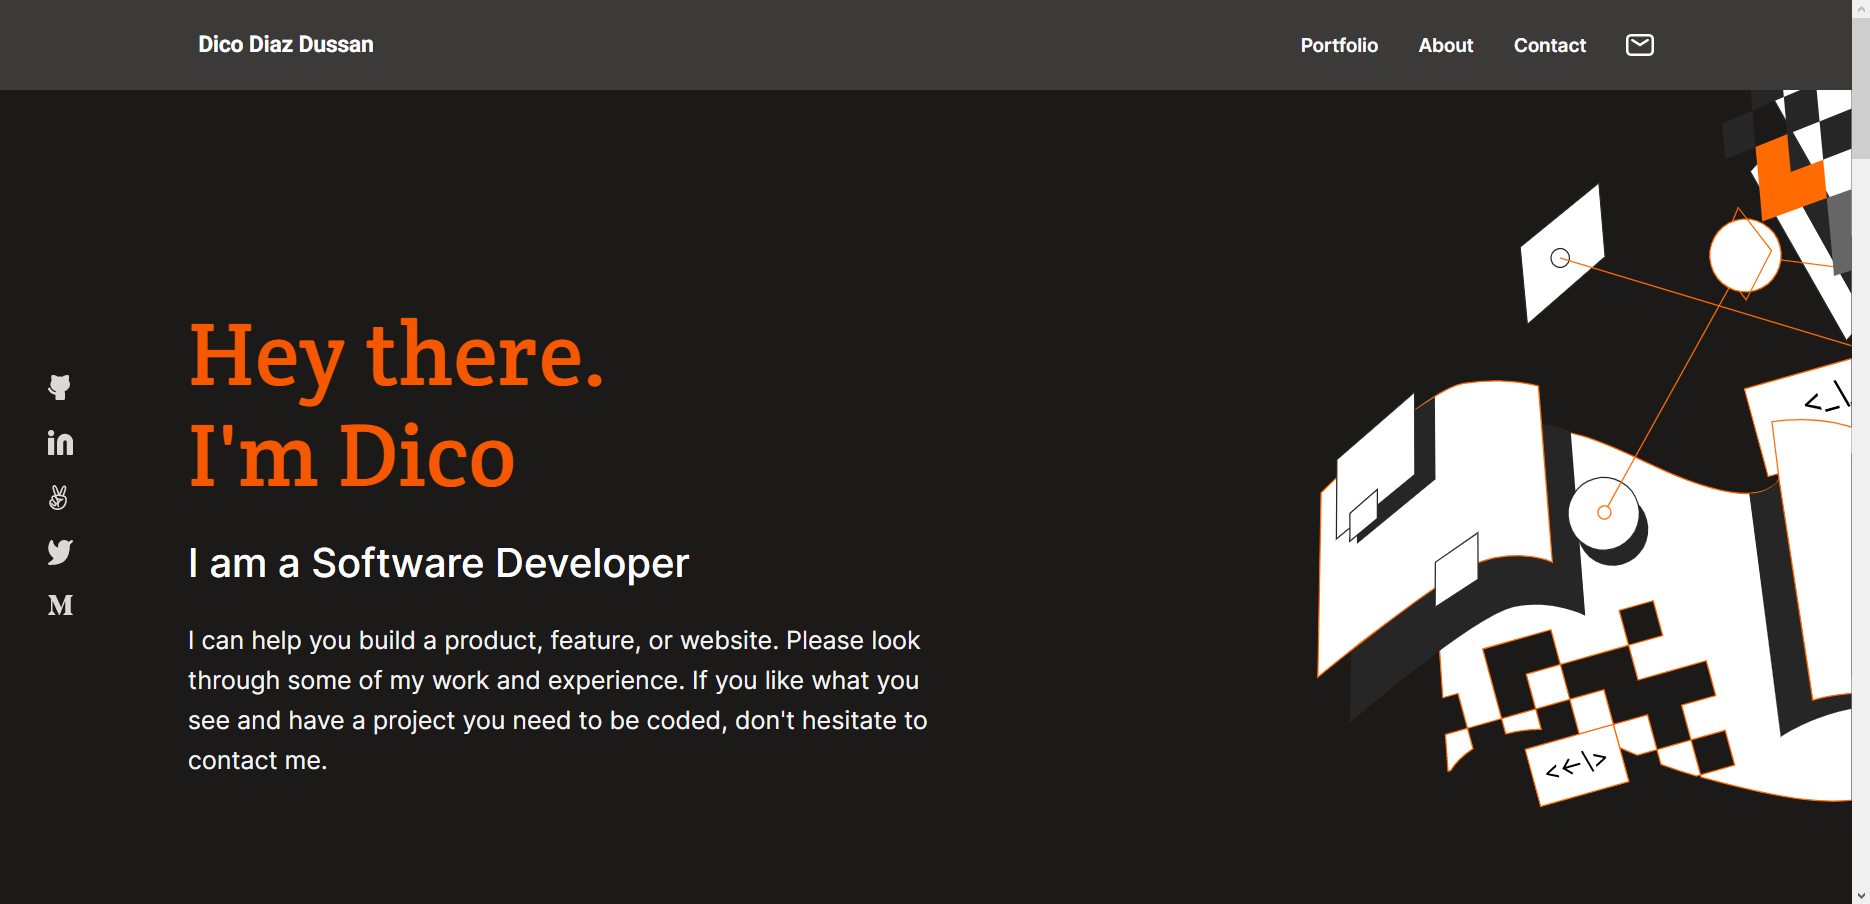 Dico Diaz Dussan
Portfolio About Contact
Hey there.
I'm Dico
I am a Software Developer
I can help you build a product, feature, or website. Please look
through some of my work and experience. If you like what you
see and have a project you need to be coded, don't hesitate to
contact me.
<_\
<←\>